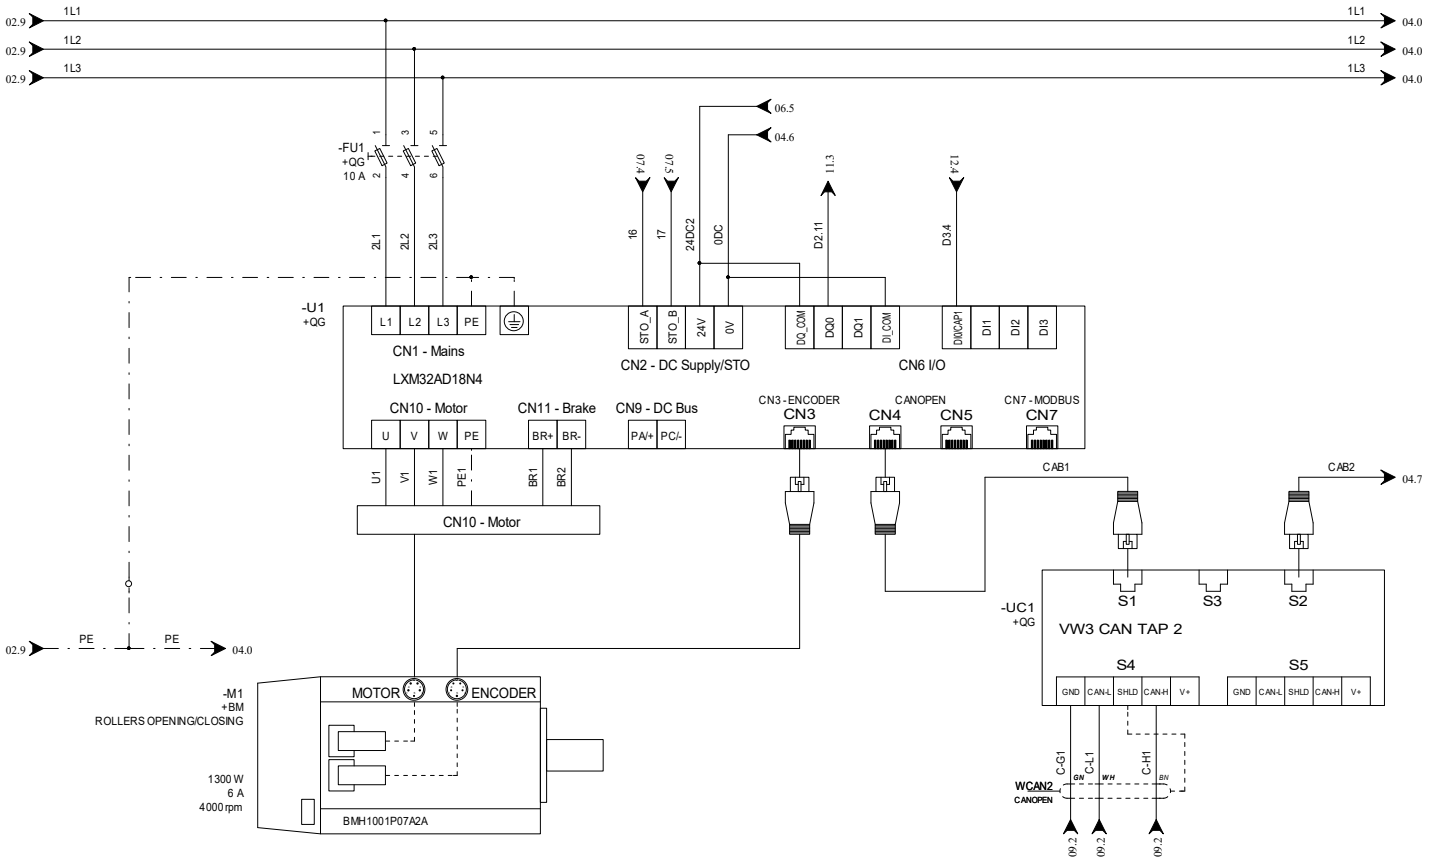 02.9 1L1 1L1 04.0
02.9 1L2 1L2 04.0
02.9 1L3 1L3 04.0
06.5
04.6
1 3 5
-FU1
+QG
10 A
2 4 6
07.4 07.5 11.3 12.4
2L1 2L2 2L3 16 17 24DC2 0DC D2.11 D3.4
-U1
+QG
L1 L2 L3 PE STO_A STO_B 24V 0V DQ_COM DQ0 DQ1 DI_COM DI0/CAP1 DI1 DI2 DI3
CN1 - Mains CN2 - DC Supply/STO CN6 I/O
LXM32AD18N4
CN3 - ENCODER CANOPEN CN7 - MODBUS
CN10 - Motor CN11 - Brake CN9 - DC Bus CN3 CN4 CN5 CN7
U V W PE BR+ BR- PA/+ PC/-
U1 V1 W1 PE1 BR1 BR2
CAB1 CAB2 04.7
CN10 - Motor
S1 S3 S2
-UC1
+QG
VW3 CAN TAP 2
02.9 PE PE 04.0
S4 S5
GND CAN-L SHLD CAN-H V+ GND CAN-L SHLD CAN-H V+
-M1
+BM
ROLLERS OPENING/CLOSING
MOTOR ENCODER
1300 W
6 A
4000 rpm
BMH1001P07A2A
C-G1 C-L1 C-H1
GN WH BN
WCAN2
CANOPEN
09.2 09.2 09.2